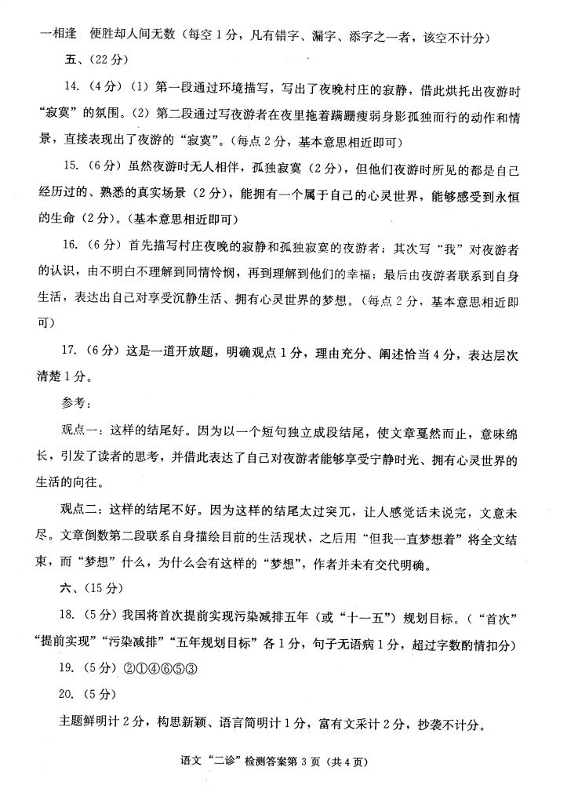 一相逢　便胜却人间无数（每空 1 分，凡有错字、漏字、添字之一者，该空不计分）
五、（22 分）
14.（4 分）（1）第一段通过环境描写，写出了夜晚村庄的寂静，借此烘托出夜游时
“寂寞”的氛围。（2）第二段通过写夜游者在夜里拖着蹒跚瘦弱身影孤独而行的动作和情
景，直接表现出了夜游的“寂寞”。（每点 2 分，基本意思相近即可）
15.（6 分）虽然夜游时无人相伴，孤独寂寞（2 分），但他们夜游时所见的都是自己
经历过的、熟悉的真实场景（2 分），能拥有一个属于自己的心灵世界，能够感受到永恒
的生命（2 分）。（基本意思相近即可）
16.（6 分）首先描写村庄夜晚的寂静和孤独寂寞的夜游者；其次写“我”对夜游者
的认识，由不明白不理解到同情怜悯，再到理解到他们的幸福；最后由夜游者联系到自身
生活，表达出自己对享受沉静生活、拥有心灵世界的梦想。（每点 2 分，基本意思相近即
可）
17.（6 分）这是一道开放题，明确观点 1 分，理由充分、阐述恰当 4 分，表达层次
清楚 1 分。
参考：
观点一：这样的结尾好。因为以一个短句独立成段结尾，使文章戛然而止，意味绵
长，引发了读者的思考，并借此表达了自己对夜游者能够享受宁静时光、拥有心灵世界的
生活的向往。
观点二：这样的结尾不好。因为这样的结尾太过突兀，让人感觉话未说完，文意未
尽。文章倒数第二段联系自身描绘目前的生活现状，之后用“但我一直梦想着”将全文结
束，而“梦想”什么，为什么会有这样的“梦想”，作者并未有交代明确。
六、（15 分）
18.（5 分）我国将首次提前实现污染减排五年（或“十一五”）规划目标。（“首次”
“提前实现”“污染减排”“五年规划目标”各 1 分，句子无语病 1 分，超过字数酌情扣分）
19.（5 分）②①④⑥⑤③
20.（5 分）
主题鲜明计 2 分，构思新颖、语言简明计 1 分，富有文采计 2 分，抄袭不计分。
语文“二诊”检测答案第 3 页（共 4 页）